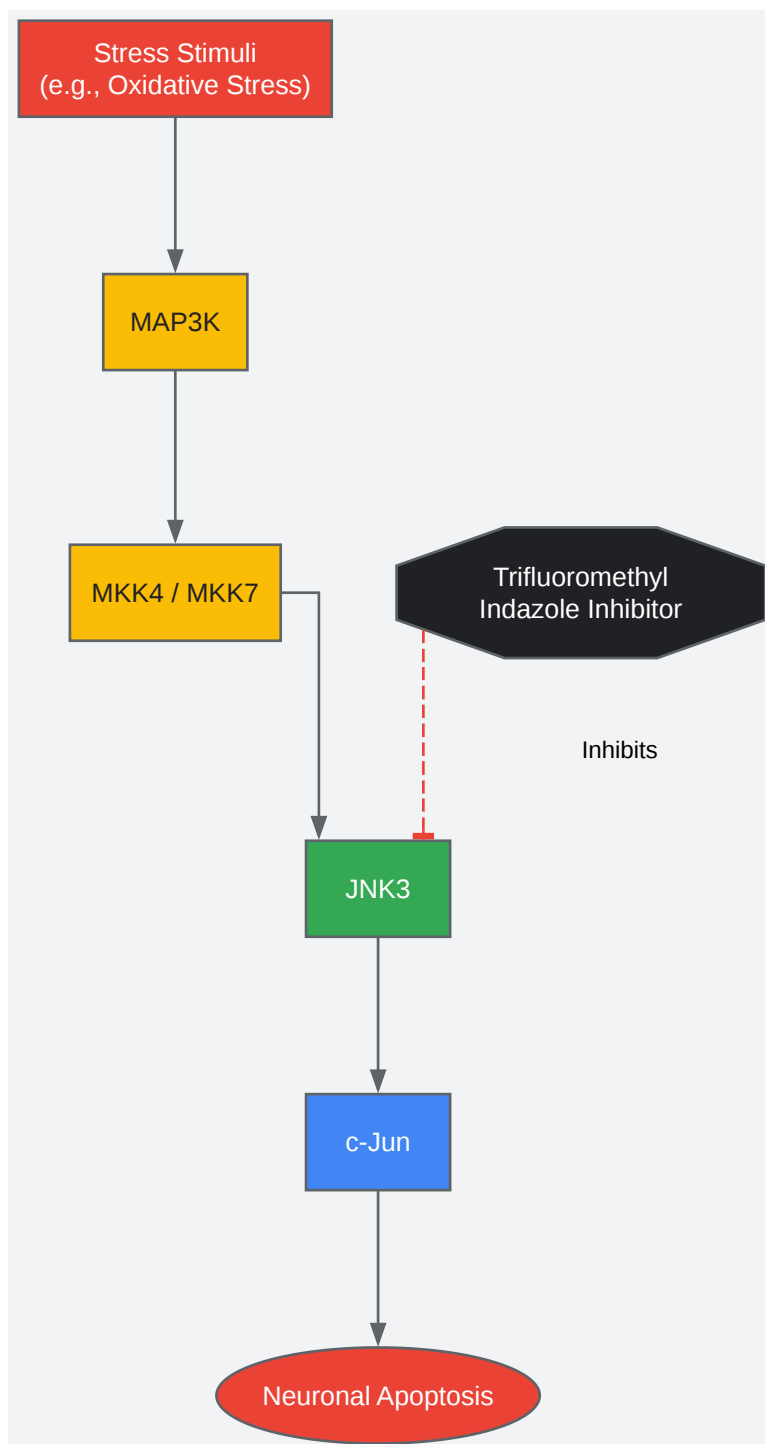 Stress Stimuli
(e.g., Oxidative Stress)
MAP3K
MKK4 / MKK7
Trifluoromethyl
Indazole Inhibitor
Inhibits
JNK3
c-Jun
Neuronal Apoptosis